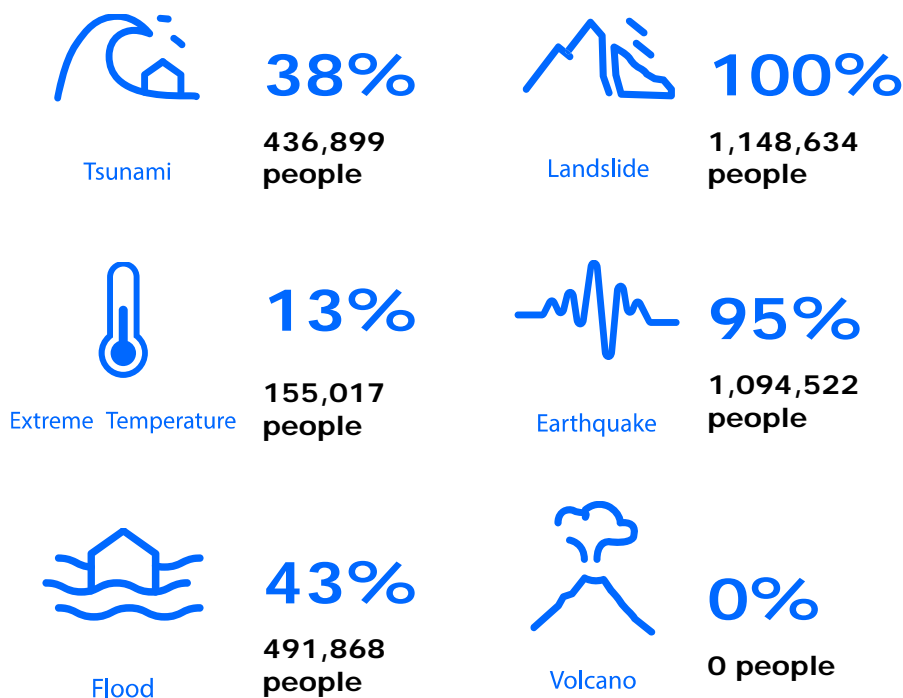 38%
436,899
people
Tsunami
100%
1,148,634
people
Landslide
13%
155,017
people
Extreme Temperature
95%
1,094,522
people
Earthquake
43%
491,868
people
Flood
0%
0 people
Volcano